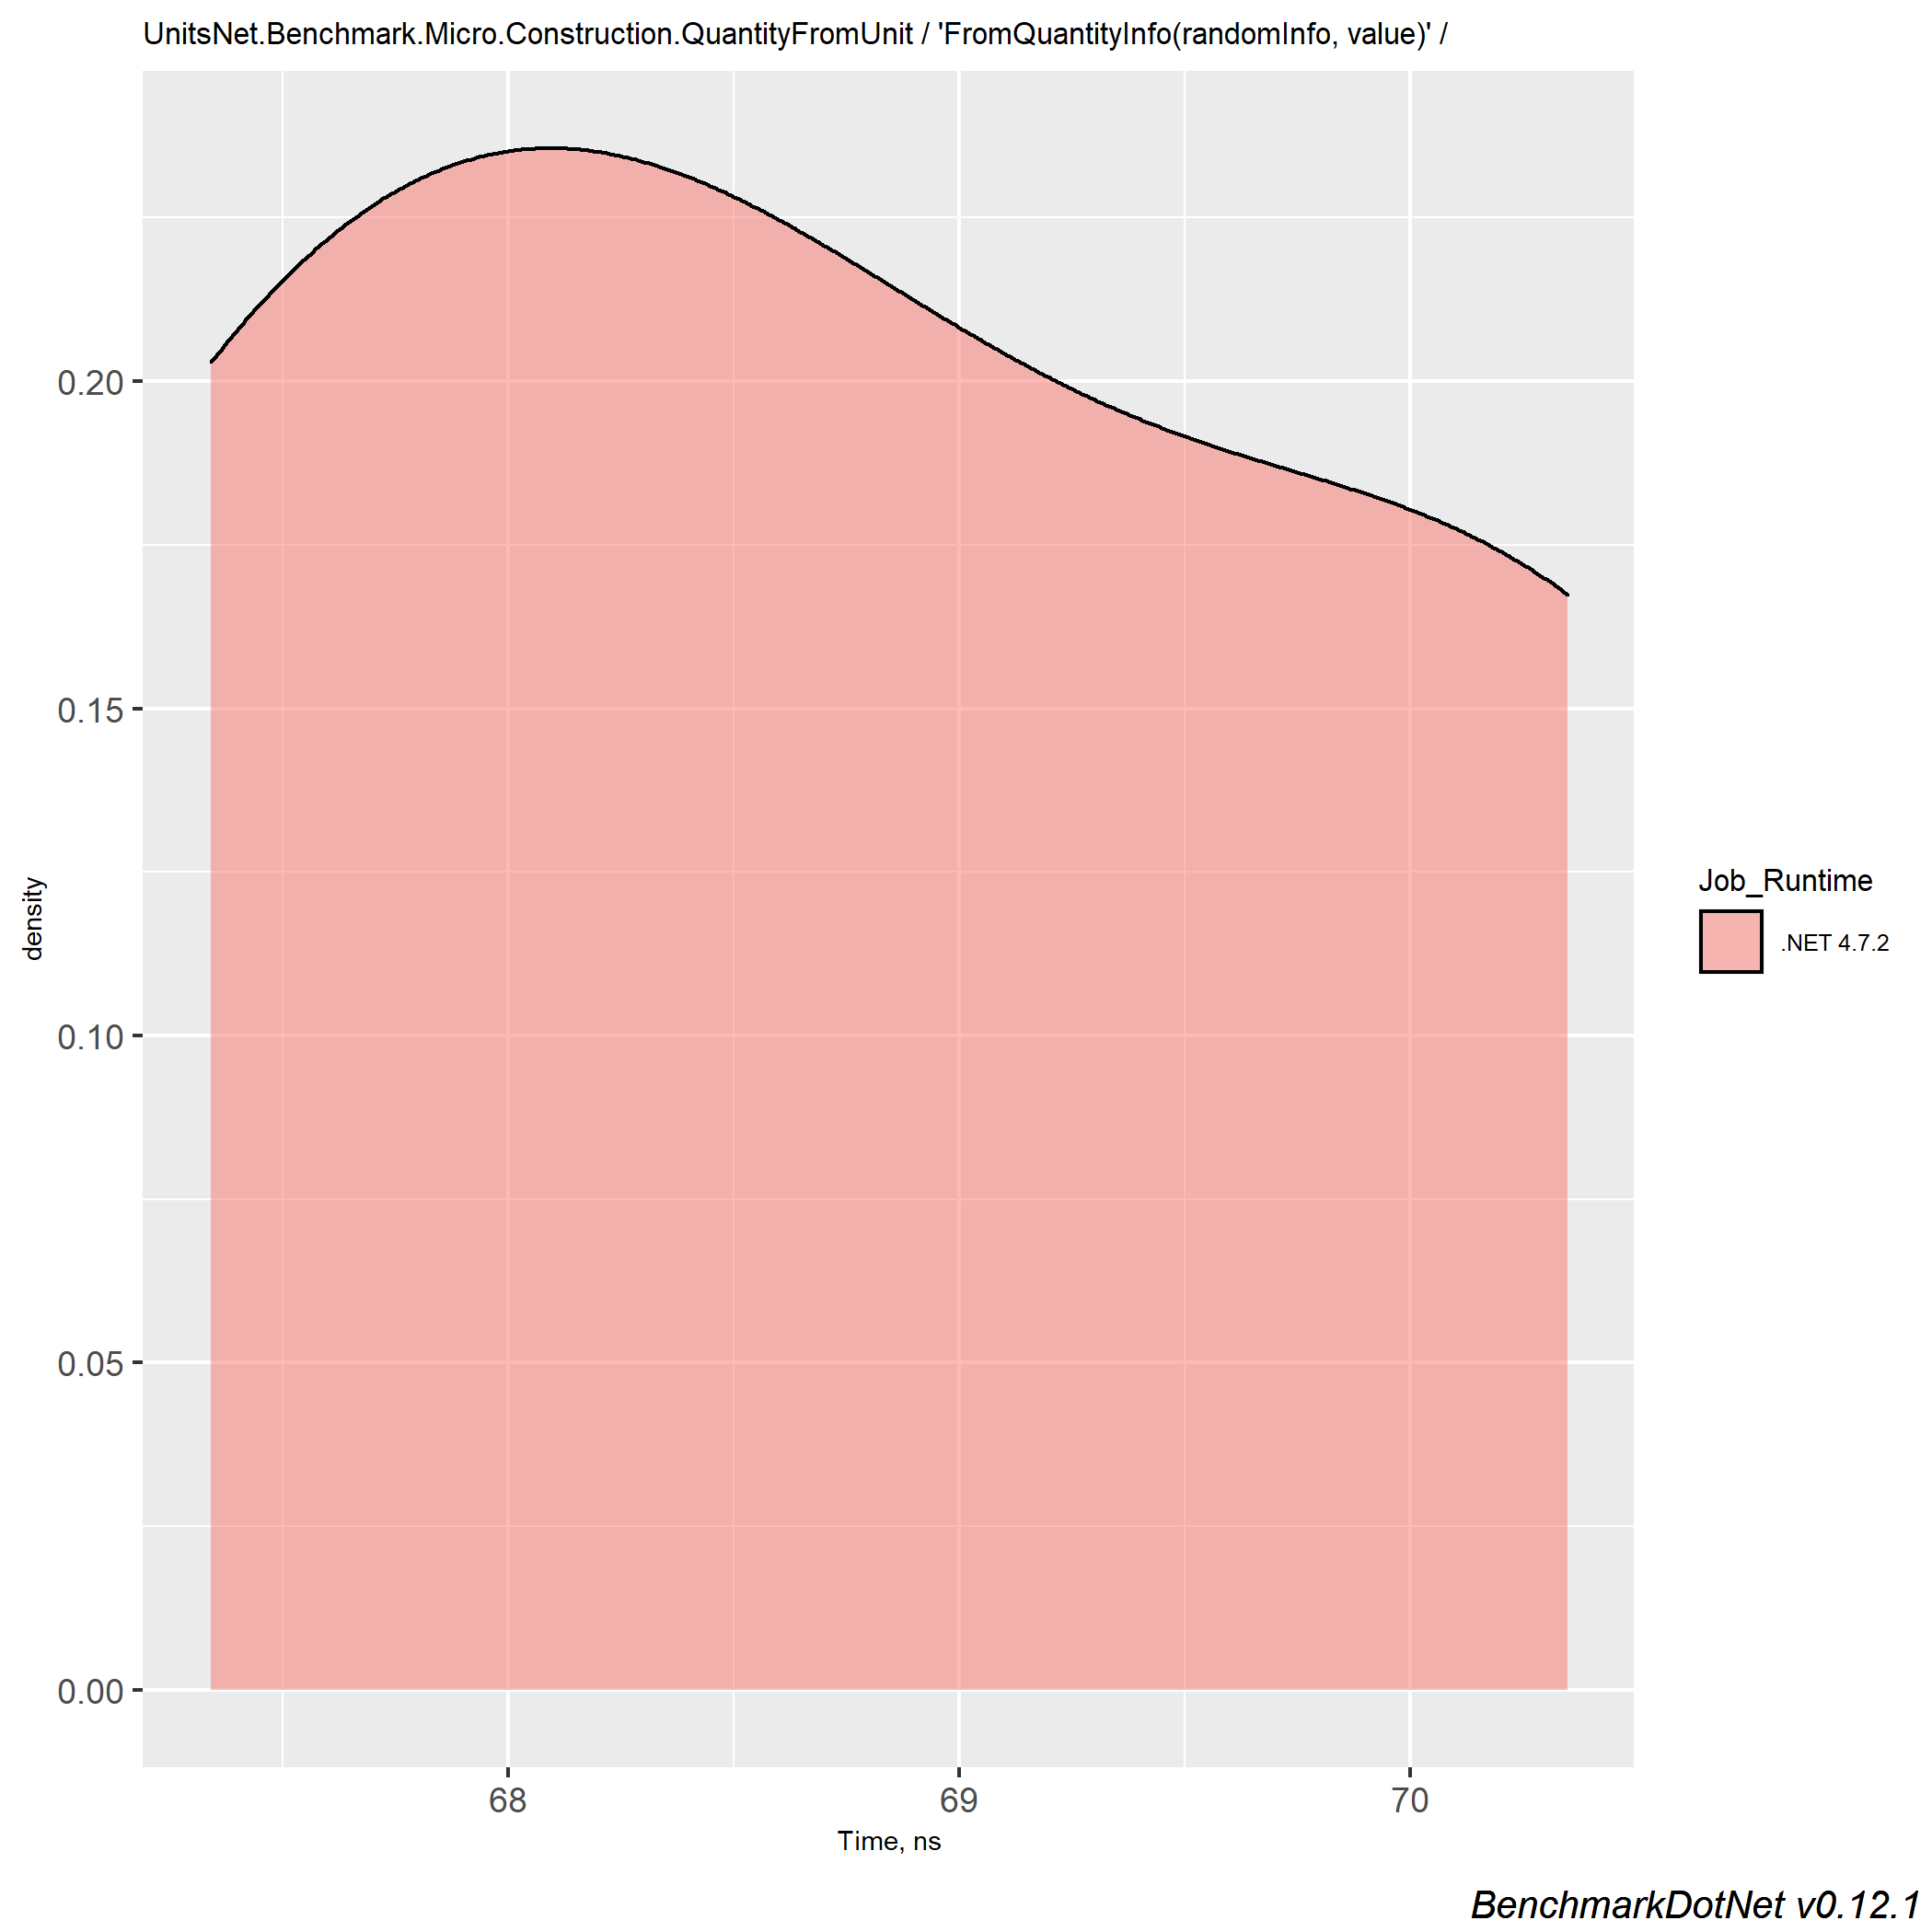 UnitsNet.Benchmark.Micro.Construction.QuantityFromUnit / 'FromQuantityInfo(randomInfo, value)' /
0.20
0.15
0.10
0.05
0.00
density
68 69 70
Time, ns
Job_Runtime
.NET 4.7.2
BenchmarkDotNet v0.12.1